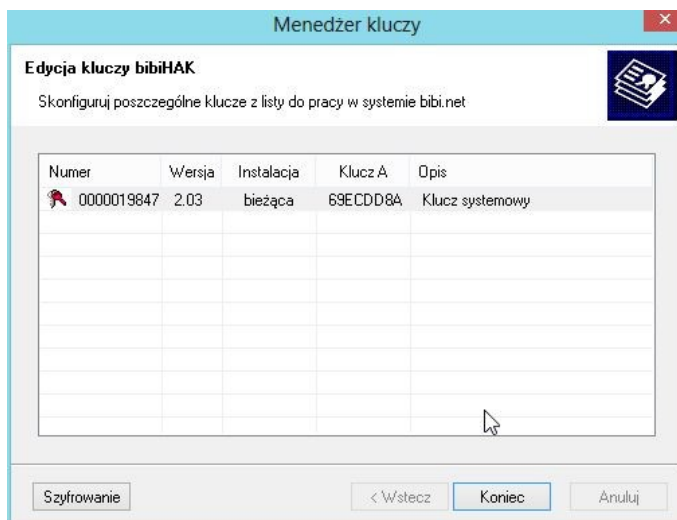 Menedżer kluczy
Edycja kluczy bibiHAK
Skonfiguruj poszczególne klucze z listy do pracy w systemie bibi.net
Numer Wersja Instalacja Klucz A Opis
0000019847 2.03 bieżąca 69ECDD8A Klucz systemowy
Szyfrowanie < Wstecz Koniec Anuluj